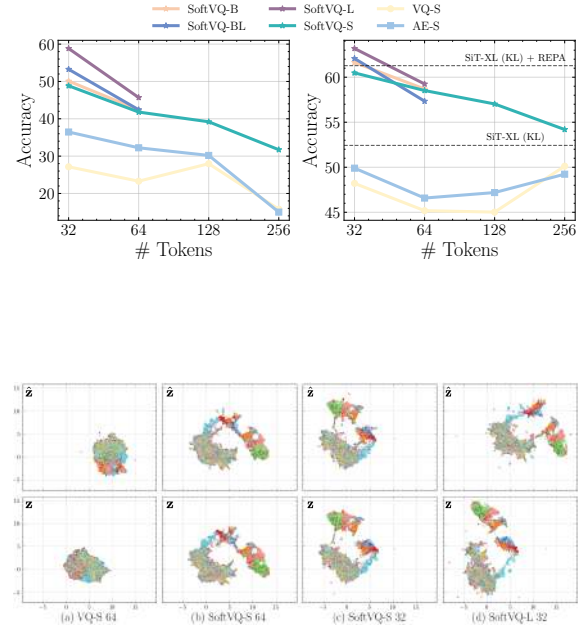 SoftVQ-B SoftVQ-L VQ-S
SoftVQ-BL SoftVQ-S AE-S
60
50
40
30
20
Accuracy
32 64 128 256
# Tokens
60
55
50
45
Accuracy
SiT-XL (KL) + REPA
SiT-XL (KL)
32 64 128 256
# Tokens
ẑ ẑ ẑ ẑ
z z z z
(a) VQ-S 64 (b) SoftVQ-S 64 (c) SoftVQ-S 32 (d) SoftVQ-L 32